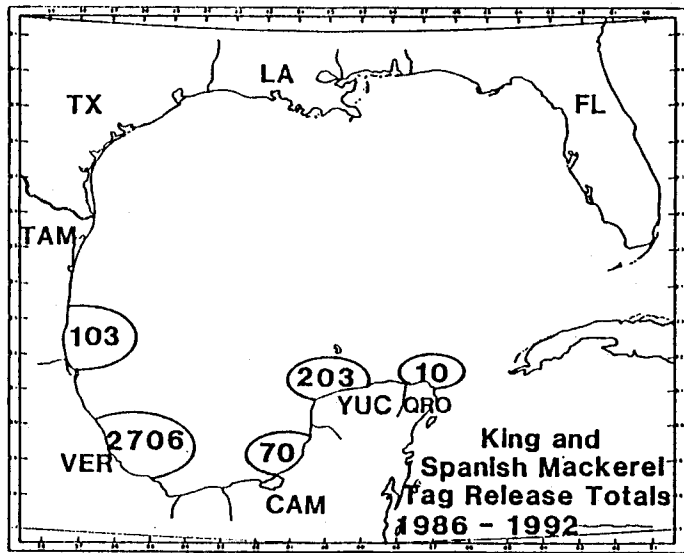 LA
TX
FL
TAM
103
203
10
YUC
QRO
2706
VER
70
CAM
King and
Spanish Mackerel
Tag Release Totals
1986 - 1992